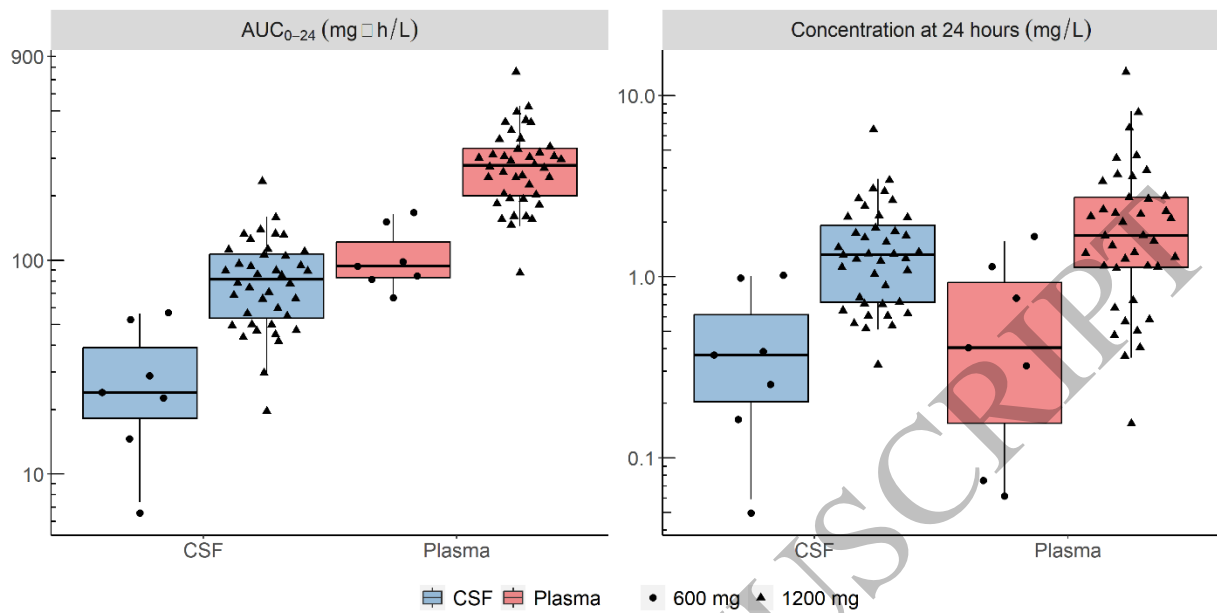 AUC₀₋₂₄ (mg□h/L)
Concentration at 24 hours (mg/L)
900
100
10
10.0
1.0
0.1
CSF
Plasma
CSF
Plasma
CSF
Plasma
600 mg
1200 mg
USCRIPT